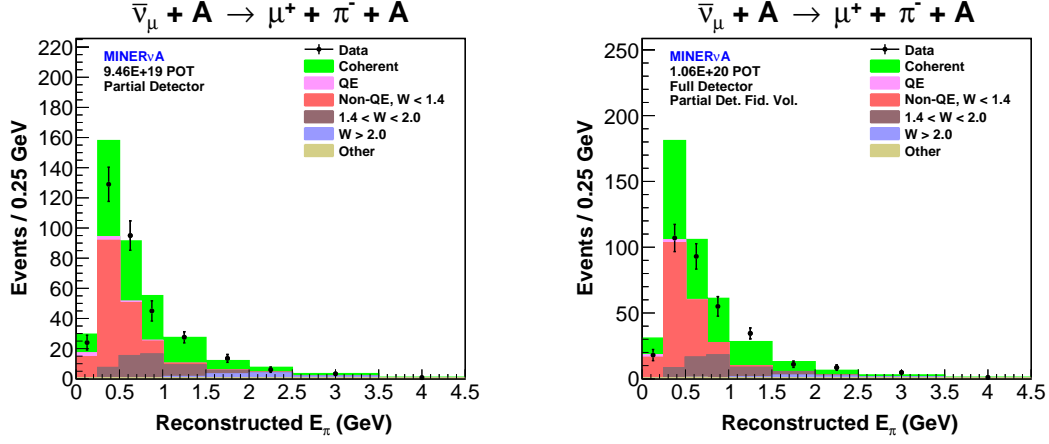 ν̄μ + A → μ⁺ + π⁻ + A
MINERνA
9.46E+19 POT
Partial Detector
Data
Coherent
QE
Non-QE, W < 1.4
1.4 < W < 2.0
W > 2.0
Other
Events / 0.25 GeV
220
200
180
160
140
120
100
80
60
40
20
0
0 0.5 1 1.5 2 2.5 3 3.5 4 4.5
Reconstructed Eπ (GeV)
ν̄μ + A → μ⁺ + π⁻ + A
MINERνA
1.06E+20 POT
Full Detector
Partial Det. Fid. Vol.
Data
Coherent
QE
Non-QE, W < 1.4
1.4 < W < 2.0
W > 2.0
Other
Events / 0.25 GeV
250
200
150
100
50
0
0 0.5 1 1.5 2 2.5 3 3.5 4 4.5
Reconstructed Eπ (GeV)